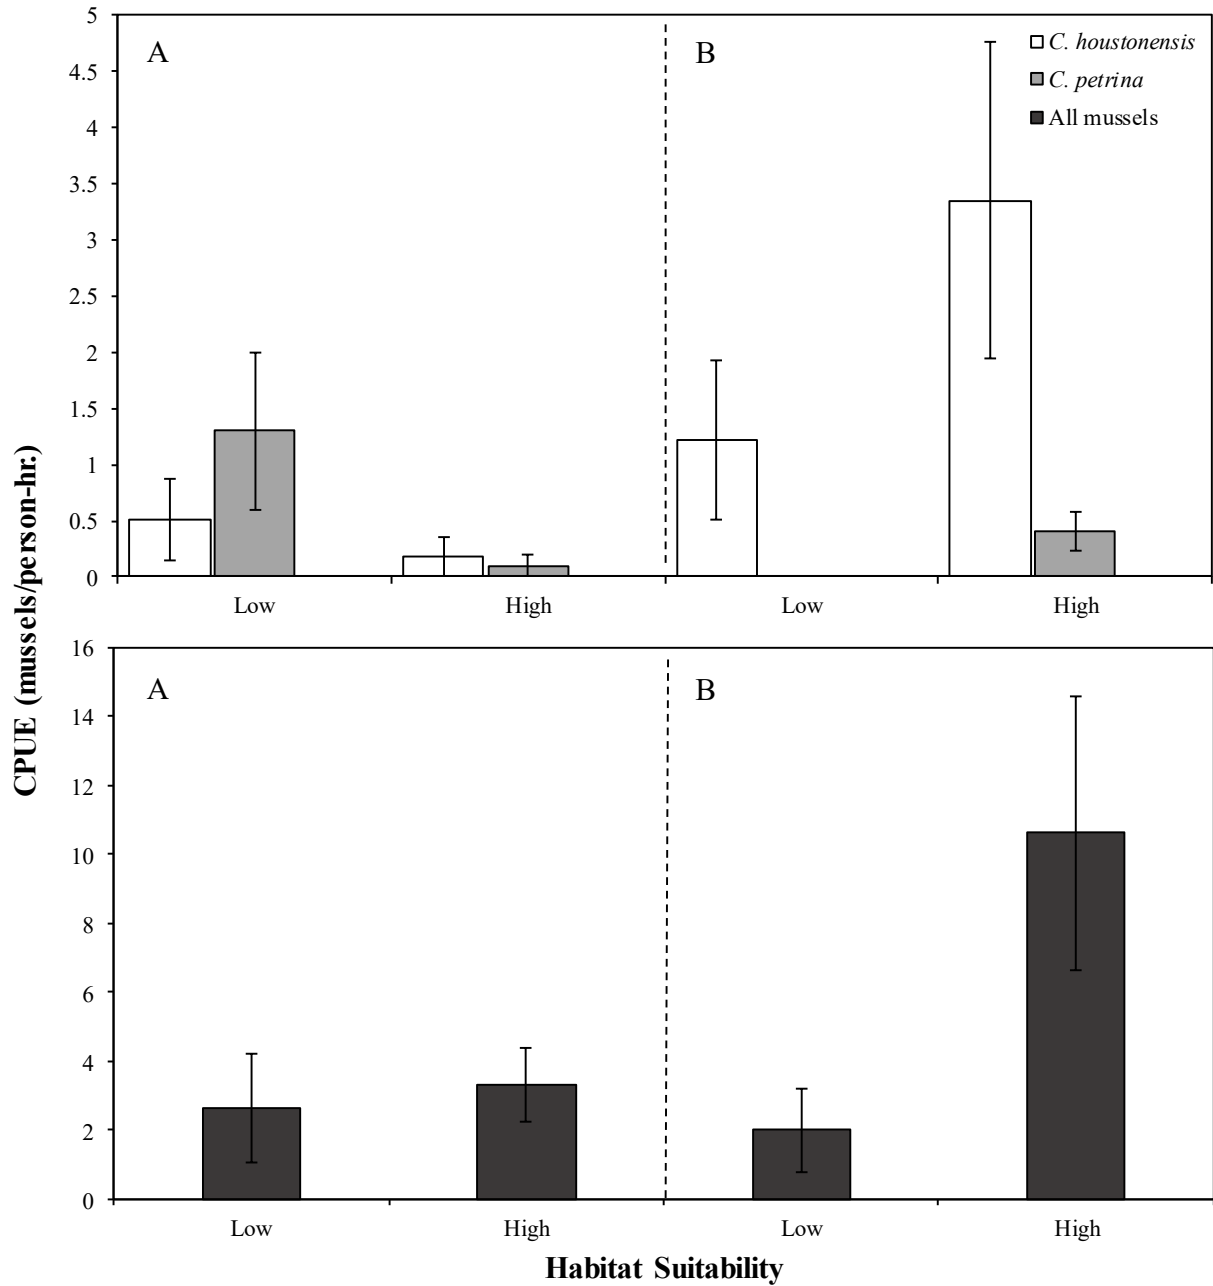 5
4.5
4
3.5
3
2.5
2
1.5
1
0.5
0
A
B
C. houstonensis
C. petrina
All mussels
Low
High
Low
High
CPUE (mussels/person-hr.)
16
14
12
10
8
6
4
2
0
A
B
Low
High
Low
High
Habitat Suitability